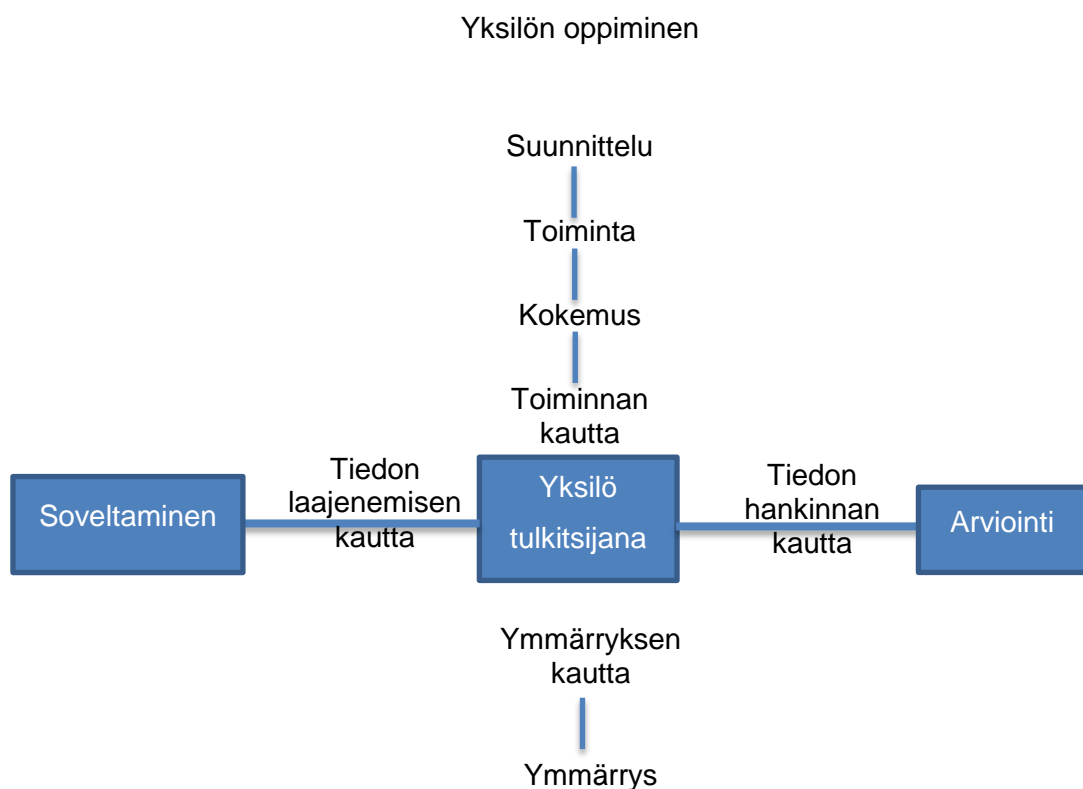 Yksilön oppiminen
Suunnittelu
Toiminta
Kokemus
Toiminnan
kautta
Soveltaminen
Tiedon
laajenemisen
kautta
Yksilö
tulkitsijana
Tiedon
hankinnan
kautta
Arviointi
Ymmärryksen
kautta
Ymmärrys